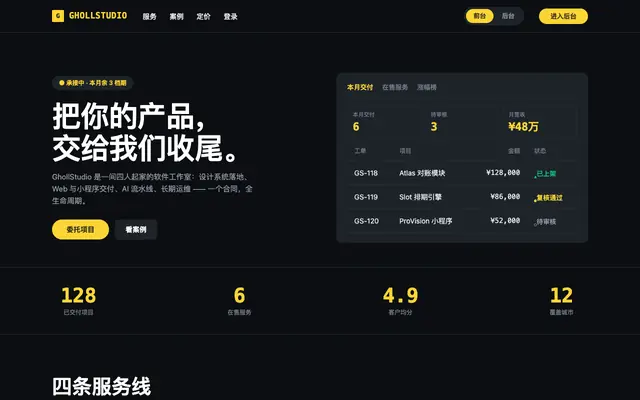 G GHOLLSTUDIO 服务 案例 定价 登录 前台 后台 进入后台
承接中 · 本月余 3 档期
把你的产品，
交给我们收尾。
GhollStudio 是一间四人起家的软件工作室：设计系统落地、
Web 与小程序交付、AI 流水线、长期运维 —— 一个合同，全
生命周期。
委托项目 看案例
本月交付 在售服务 涨幅榜
本月交付 待审核 月营收
6 3 ¥48万
工单 项目 金额 状态
GS-118 Atlas 对账模块 ¥128,000 已上架
GS-119 Slot 排期引擎 ¥86,000 复核通过
GS-120 ProVision 小程序 ¥52,000 待审核
128 6 4.9 12
已交付项目 在售服务 客户均分 覆盖城市
四条服务线